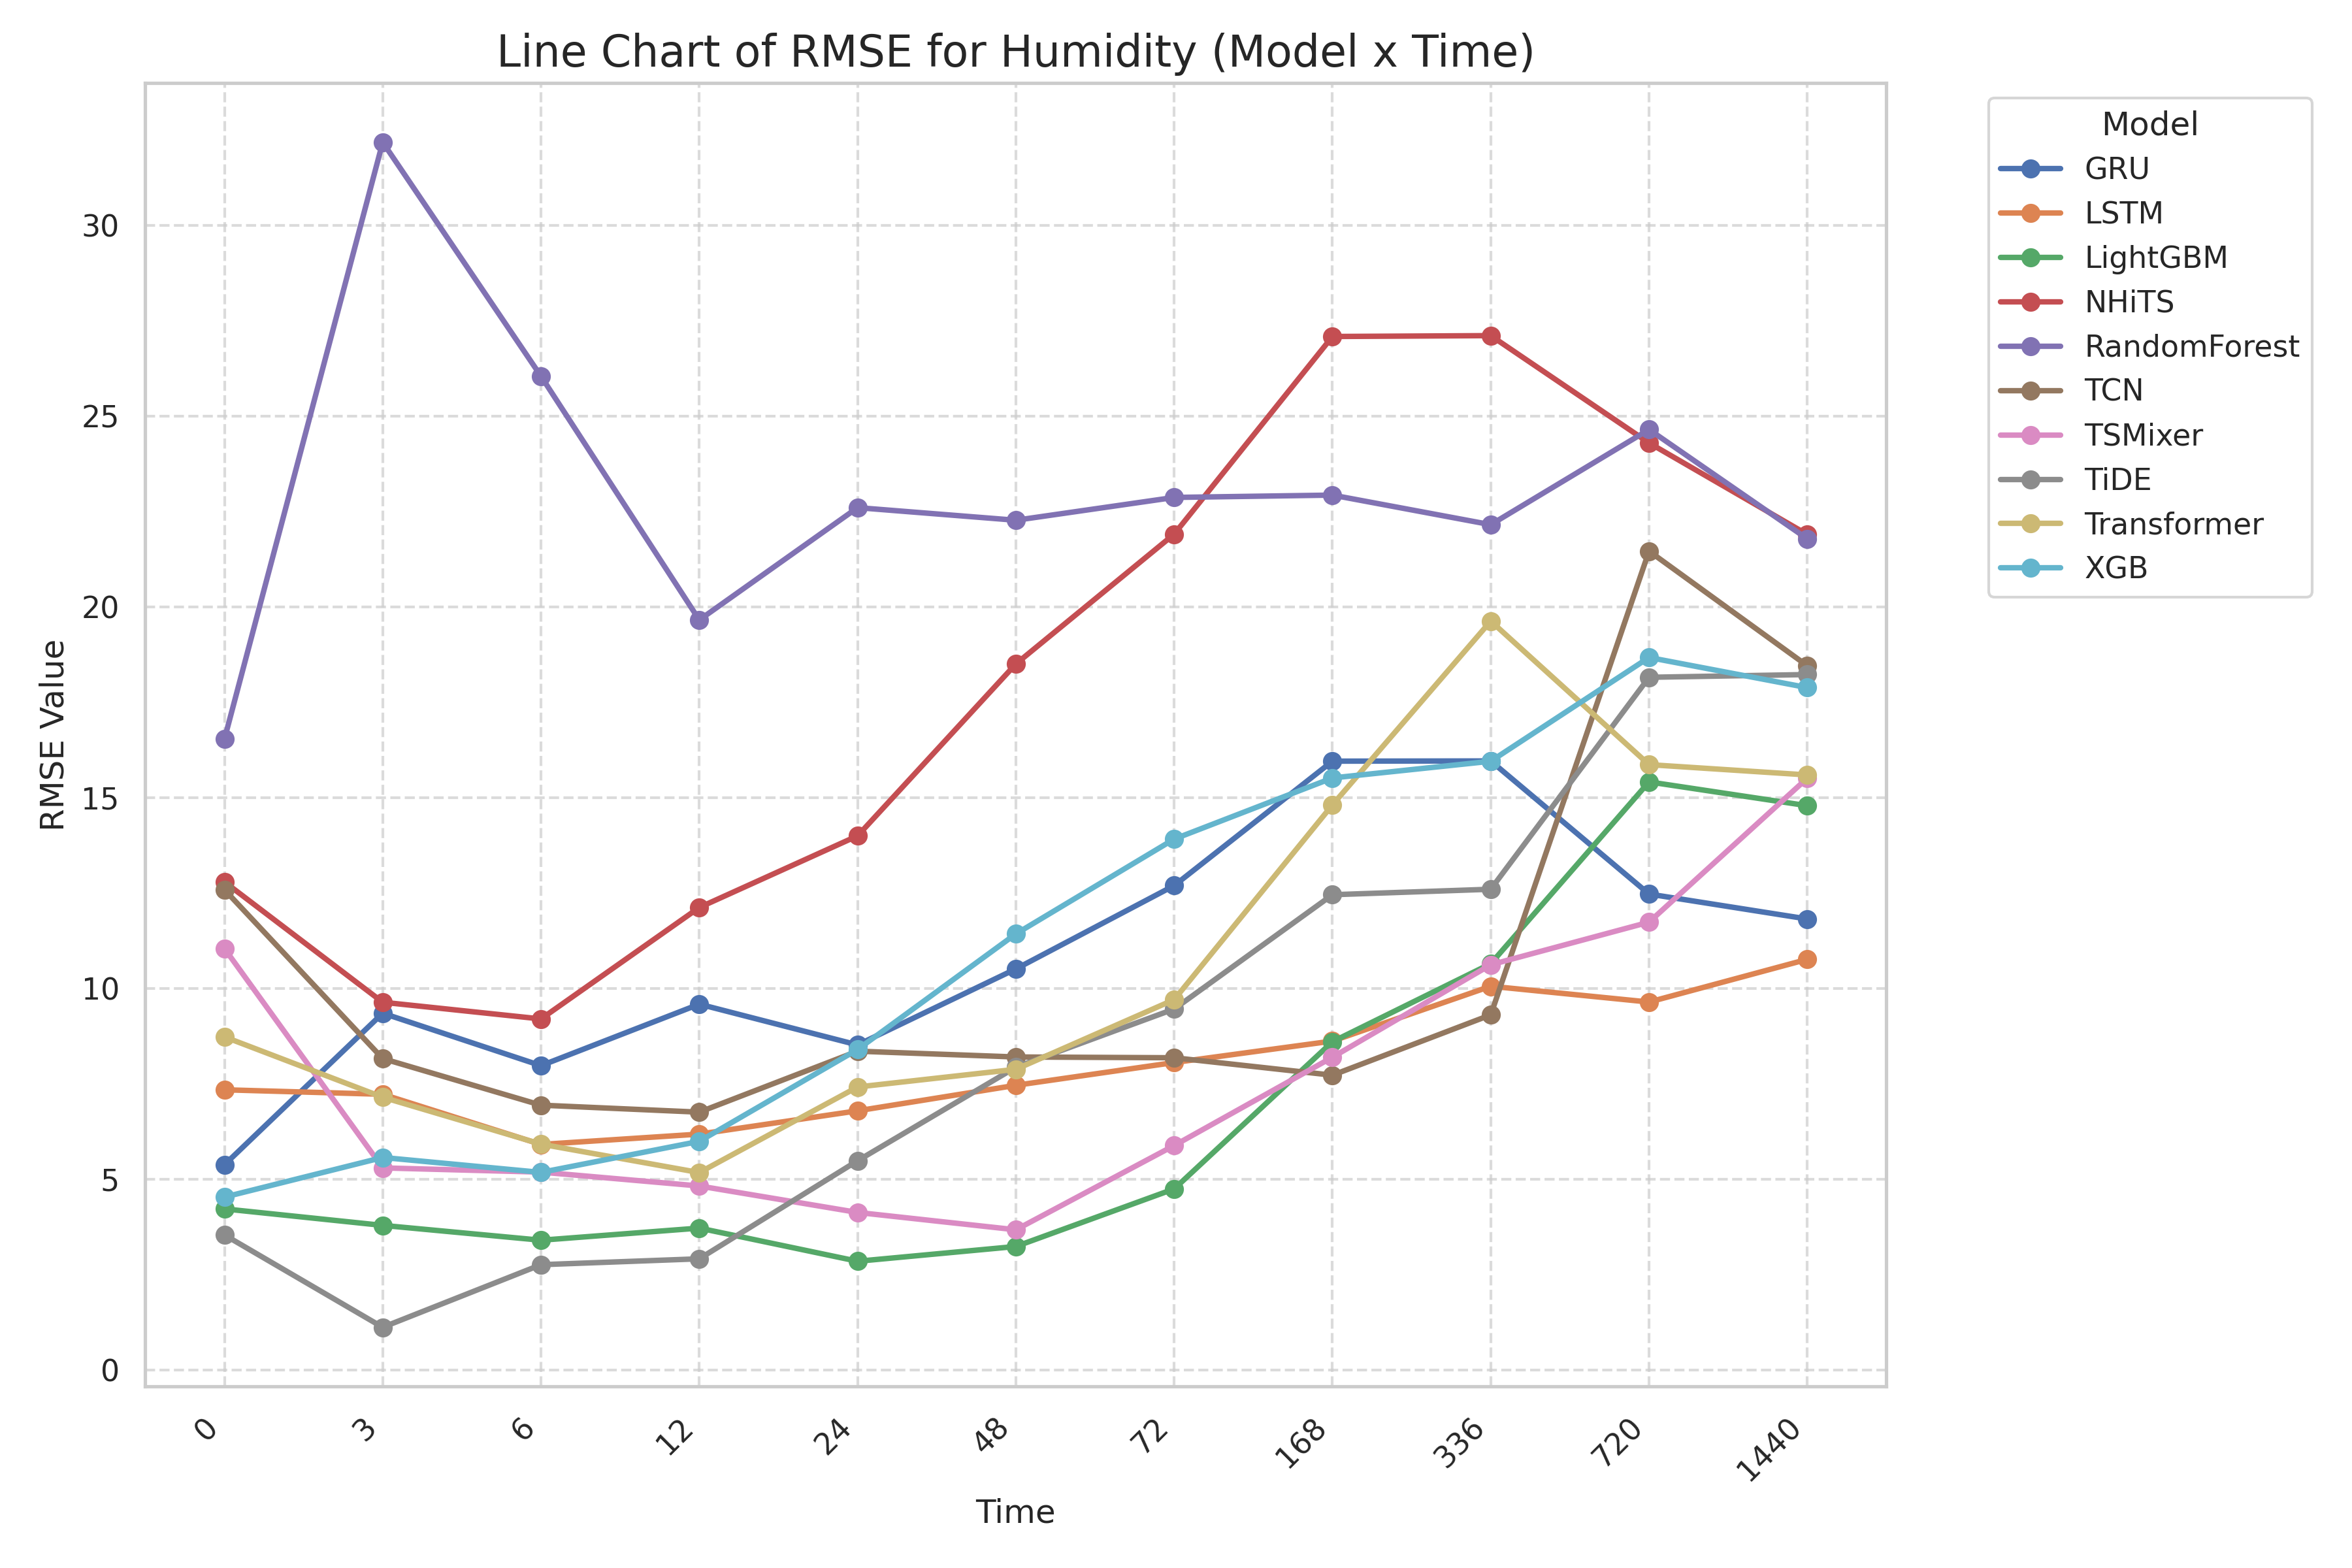 Line Chart of RMSE for Humidity (Model x Time)
RMSE Value
30
25
20
15
10
5
0
0
3
6
12
24
48
72
168
336
720
1440
Time
Model
GRU
LSTM
LightGBM
NHiTS
RandomForest
TCN
TSMixer
TiDE
Transformer
XGB